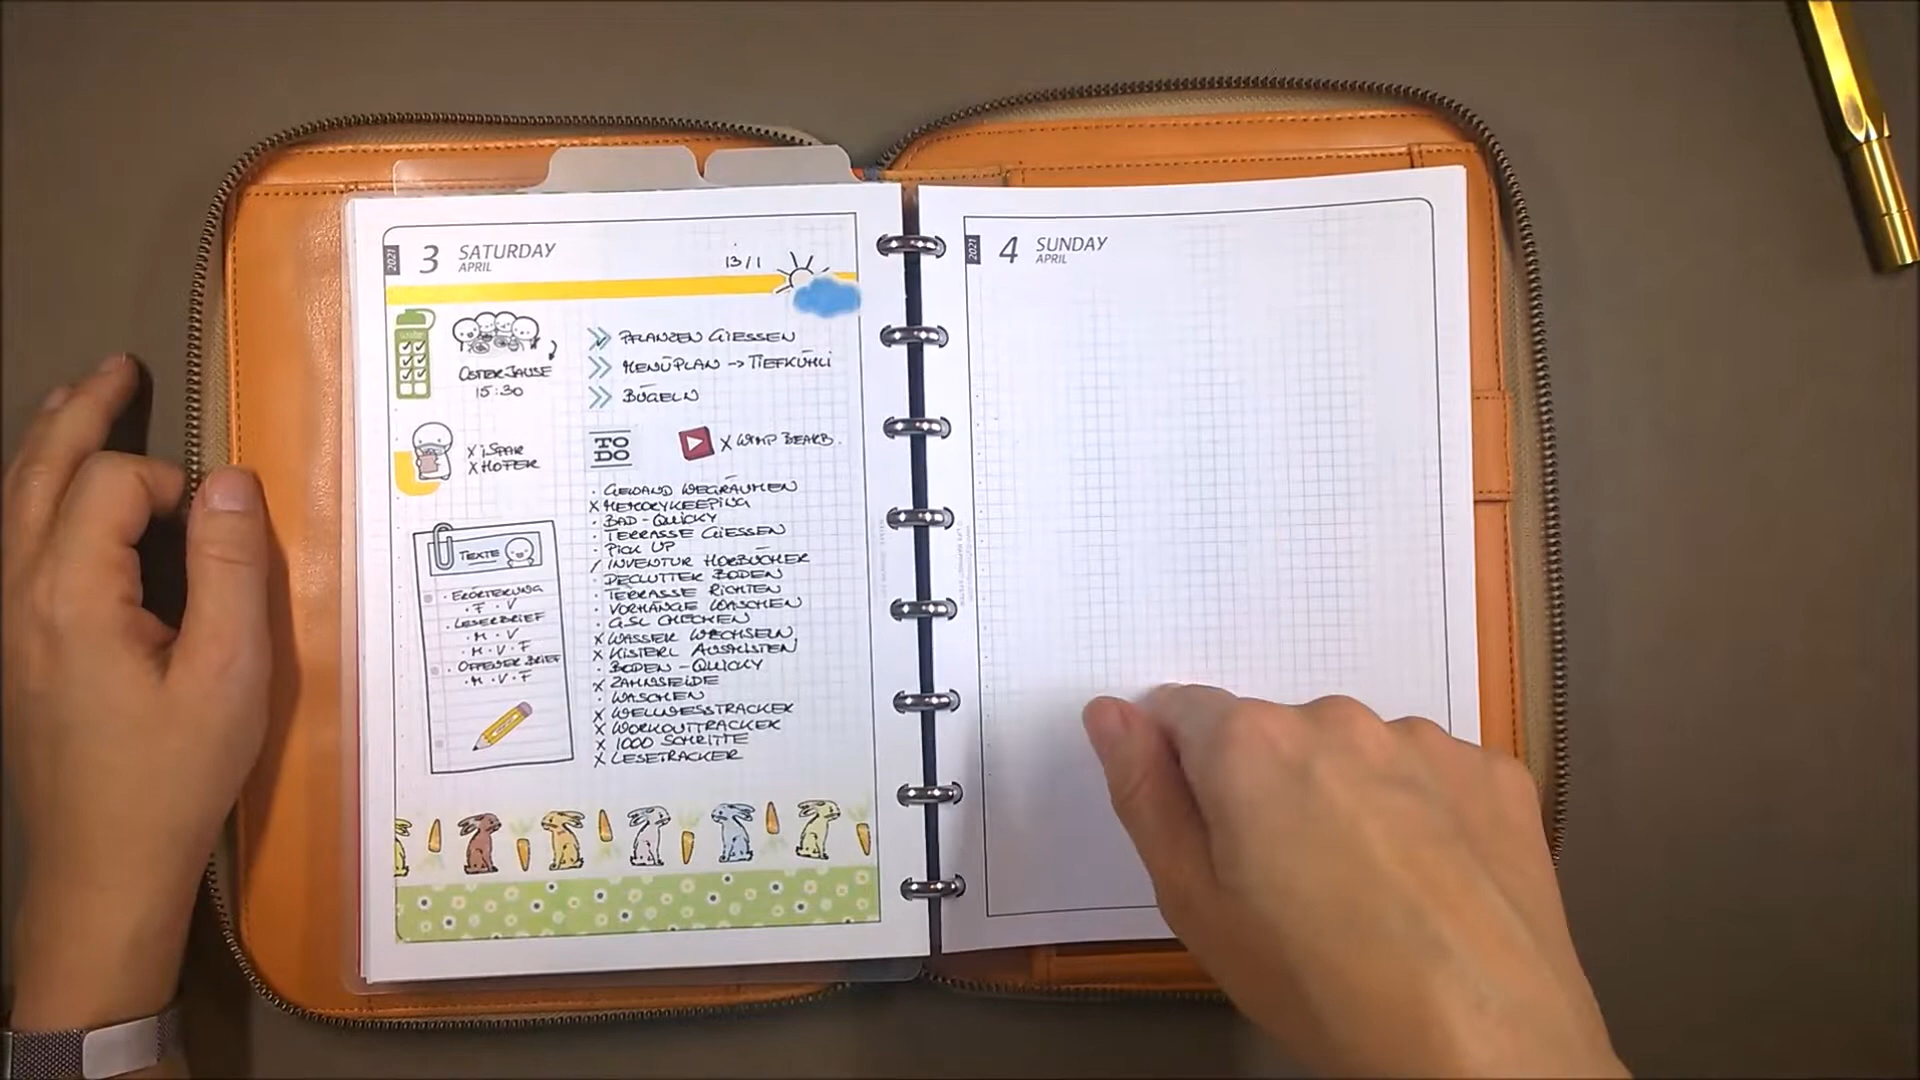 2021
3 SATURDAY
APRIL
13/1
OSTERJAUSE
15:30
PFLANZEN GIESSEN
MENÜPLAN -> TIEFKÜHLI
BÜGELN
X iSPAR
X HOFER
TO
DO
X WIMP BEARB.
TEXTE
· ERÖRTERUNG
· F · V
· LESERBRIEF
· M · V
· M · V · F
· OFFENER BRIEF
· M · V · F
· GEWAND WEGRÄUMEN
X MEMORYKEEPING
· BAD - QUICKY
· TERRASSE GIESSEN
· PICK UP
/ INVENTUR HÖRBÜCHER
· DECLUTTER BODEN
· TERRASSE RICHTEN
· VORHÄNGE WASCHEN
· GSL CHECKEN
X WASSER WECHSELN
X KISTERL AUSMISTEN
· BODEN - QUICKY
X ZAHNSEIDE
· WASCHEN
X WELLNESSTRACKER
X WORKOUTTRACKER
X 1000 SCHRITTE
X LESETRACKER
2021
4 SUNDAY
APRIL